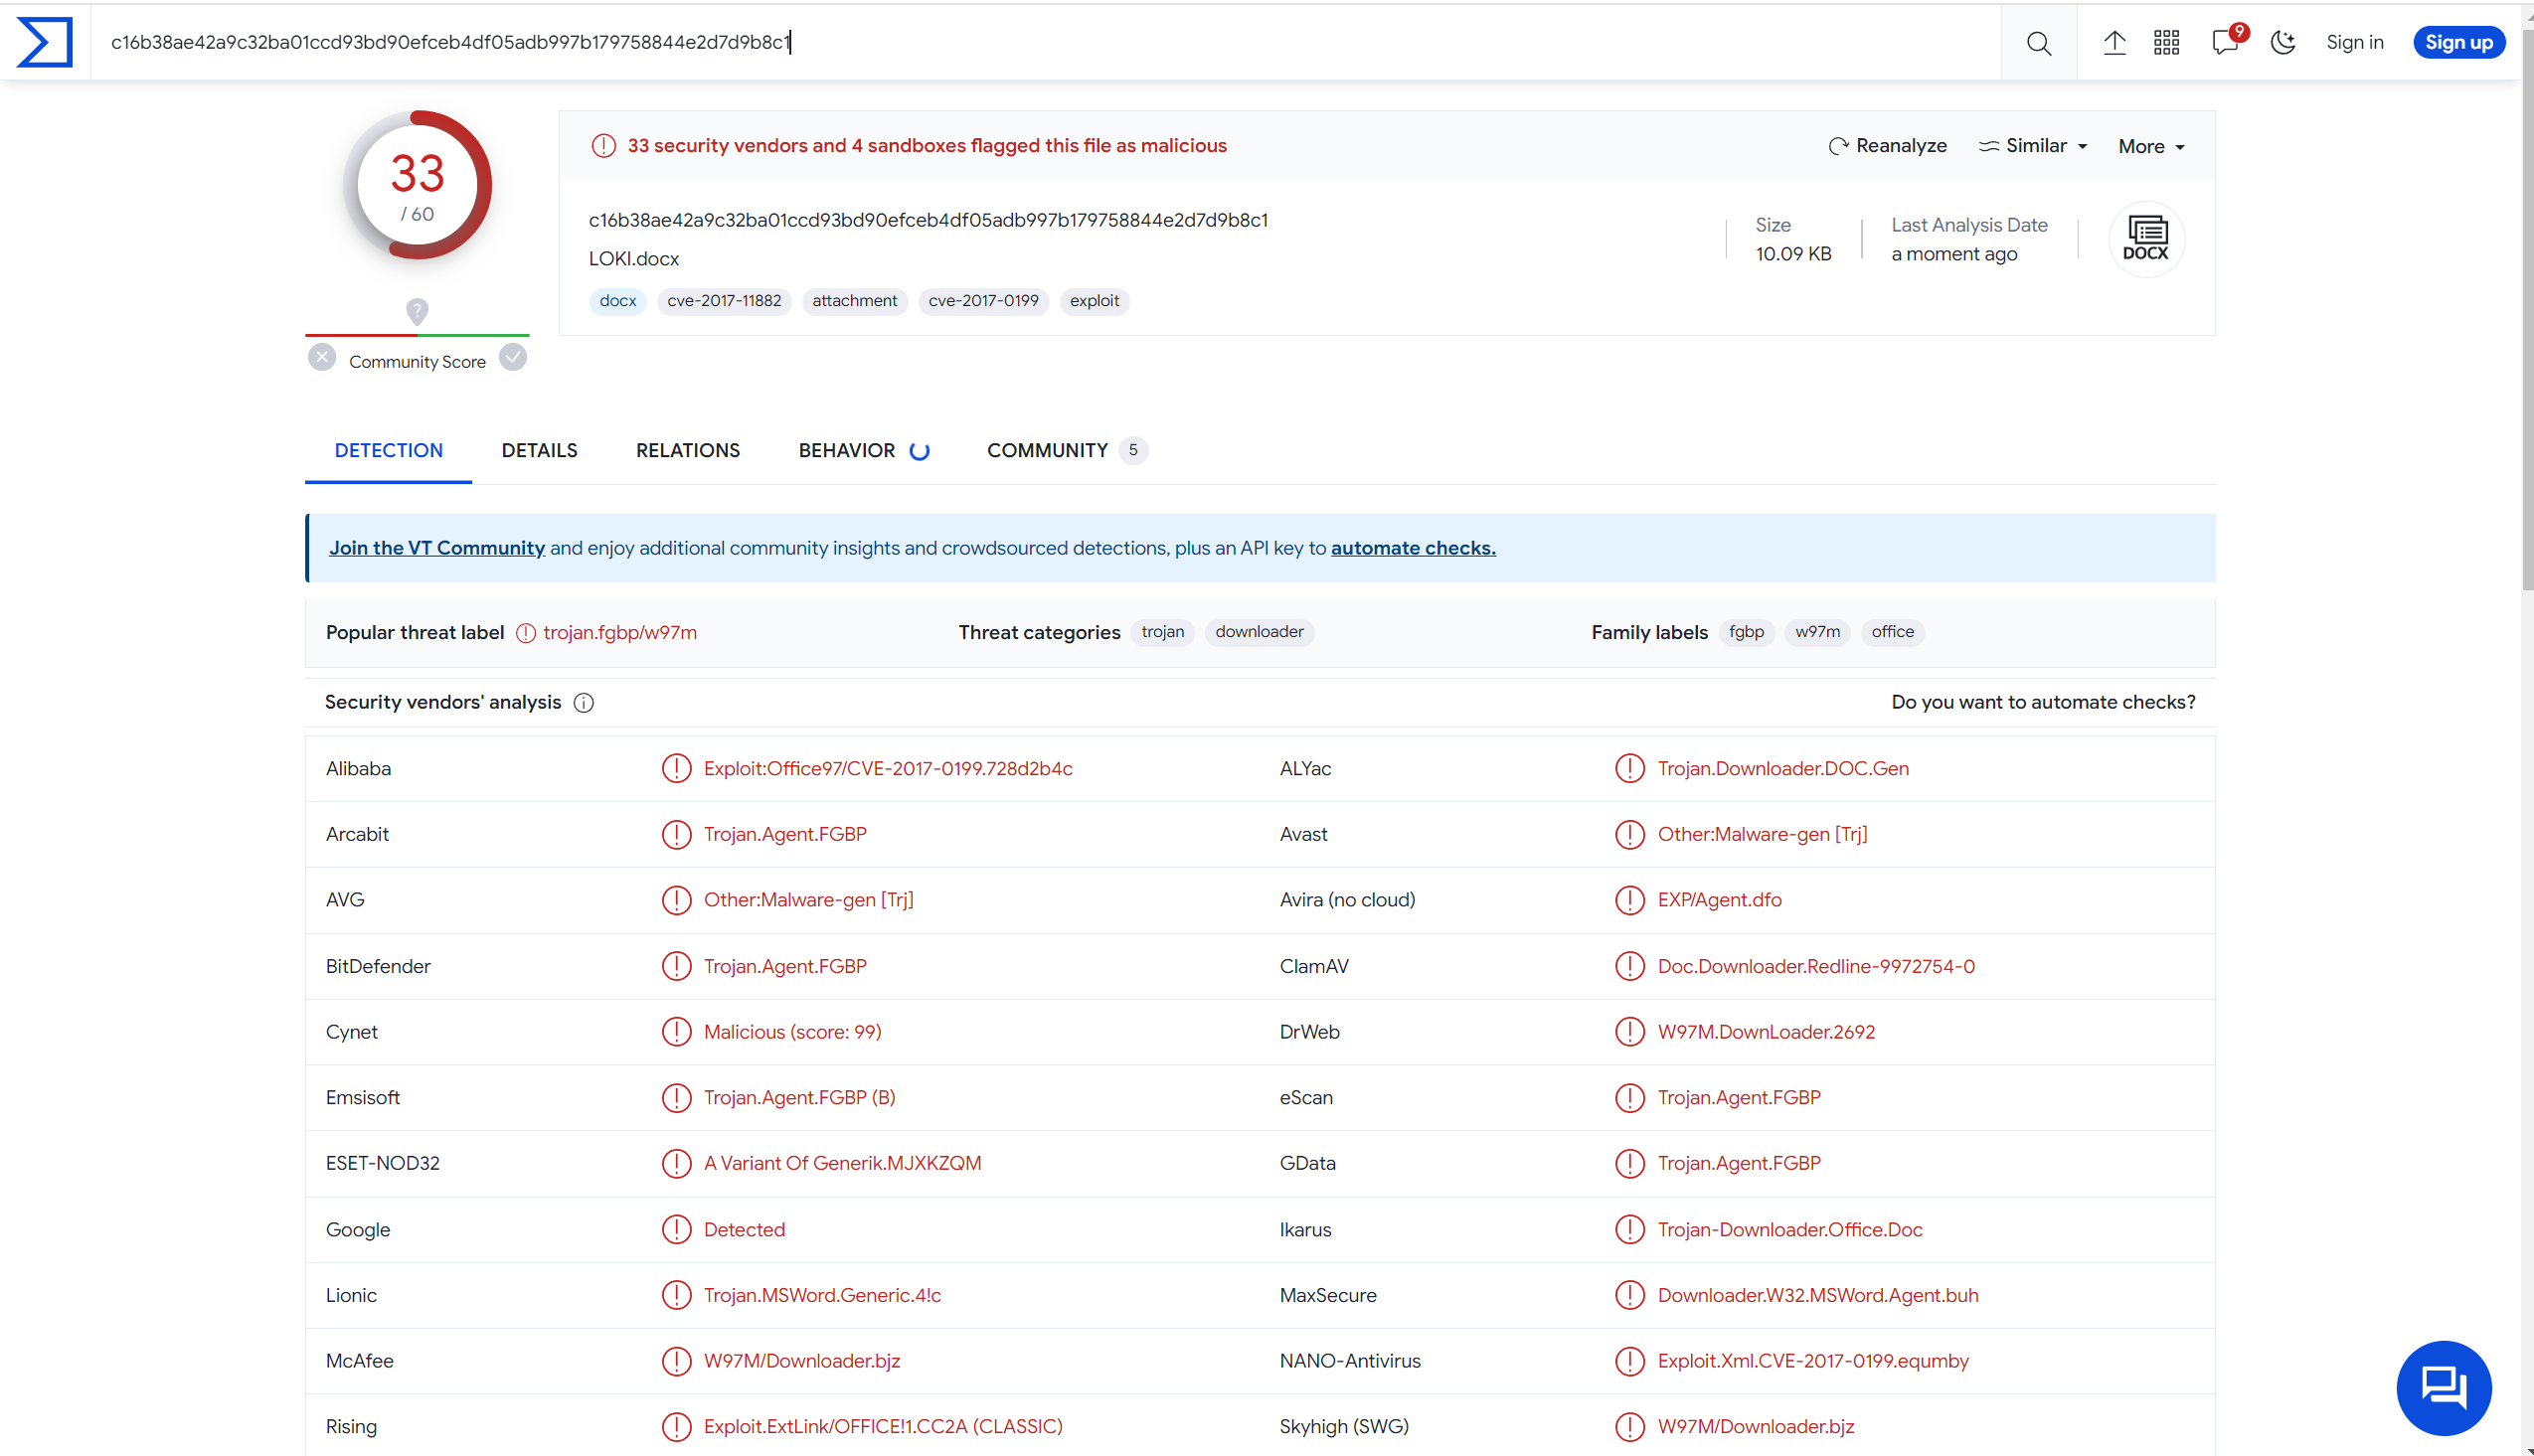 c16b38ae42a9c32ba01ccd93bd90efceb4df05adb997b179758844e2d7d9b8c1
9
Sign in
Sign up
33
/ 60
33 security vendors and 4 sandboxes flagged this file as malicious
Reanalyze
Similar
More
c16b38ae42a9c32ba01ccd93bd90efceb4df05adb997b179758844e2d7d9b8c1
LOKI.docx
Size
10.09 KB
Last Analysis Date
a moment ago
DOCX
docx
cve-2017-11882
attachment
cve-2017-0199
exploit
?
Community Score
DETECTION
DETAILS
RELATIONS
BEHAVIOR
COMMUNITY 5
Join the VT Community and enjoy additional community insights and crowdsourced detections, plus an API key to automate checks.
Popular threat label trojan.fgbp/w97m
Threat categories trojan downloader
Family labels fgbp w97m office
Security vendors' analysis
Do you want to automate checks?
Alibaba Exploit:Office97/CVE-2017-0199.728d2b4c
ALYac Trojan.Downloader.DOC.Gen
Arcabit Trojan.Agent.FGBP
Avast Other:Malware-gen [Trj]
AVG Other:Malware-gen [Trj]
Avira (no cloud) EXP/Agent.dfo
BitDefender Trojan.Agent.FGBP
ClamAV Doc.Downloader.Redline-9972754-0
Cynet Malicious (score: 99)
DrWeb W97M.DownLoader.2692
Emsisoft Trojan.Agent.FGBP (B)
eScan Trojan.Agent.FGBP
ESET-NOD32 A Variant Of Generik.MJXKZQM
GData Trojan.Agent.FGBP
Google Detected
Ikarus Trojan-Downloader.Office.Doc
Lionic Trojan.MSWord.Generic.4!c
MaxSecure Downloader.W32.MSWord.Agent.buh
McAfee W97M/Downloader.bjz
NANO-Antivirus Exploit.Xml.CVE-2017-0199.equmby
Rising Exploit.ExtLink/OFFICE!1.CC2A (CLASSIC)
Skyhigh (SWG) W97M/Downloader.bjz